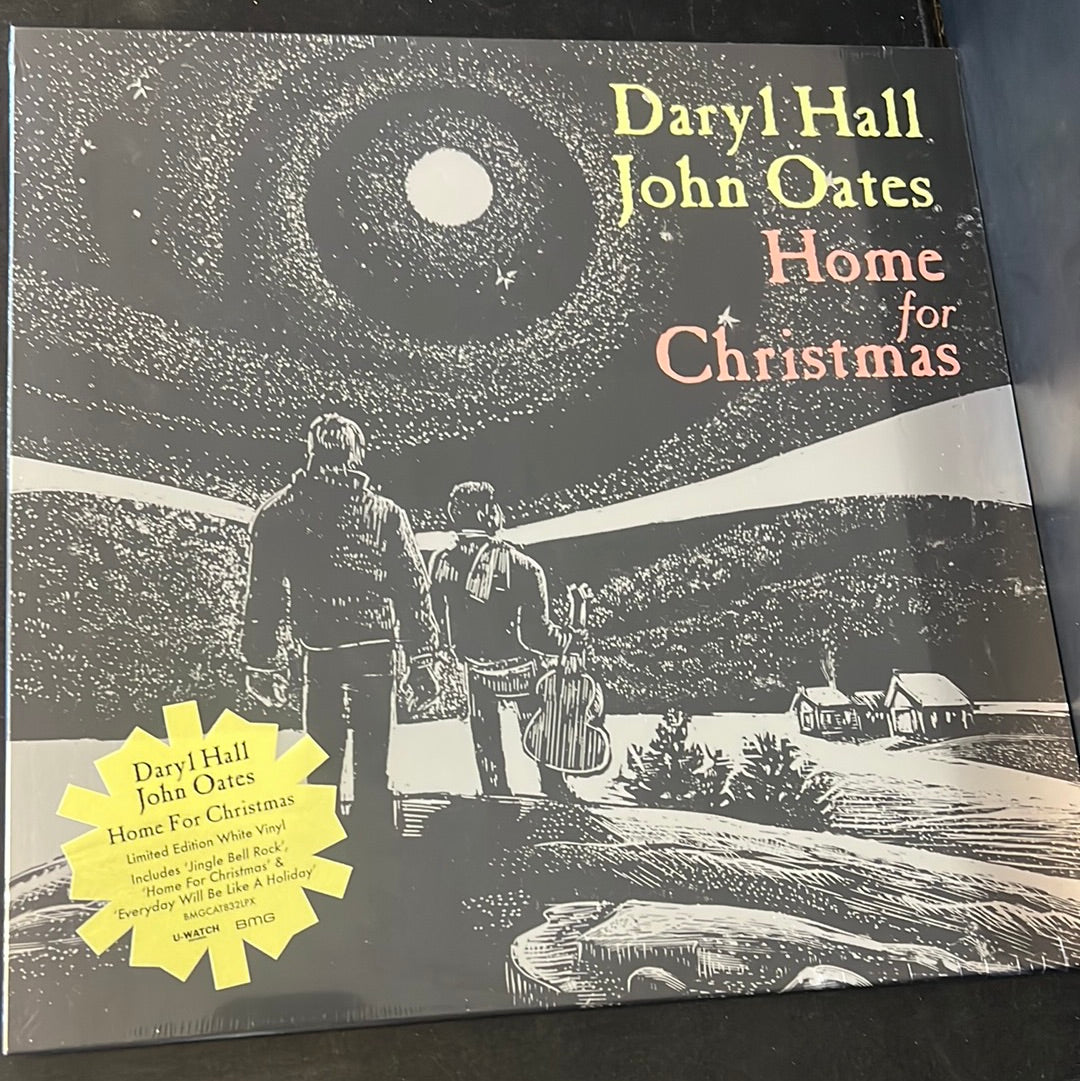 Daryl Hall
John Oates
Home
for
Christmas
Daryl Hall
John Oates
Home For Christmas
Limited Edition White Vinyl
Includes 'Jingle Bell Rock',
'Home For Christmas' &
'Everyday Will Be Like A Holiday'
BMGCAT832LPX
U-WATCH BMG